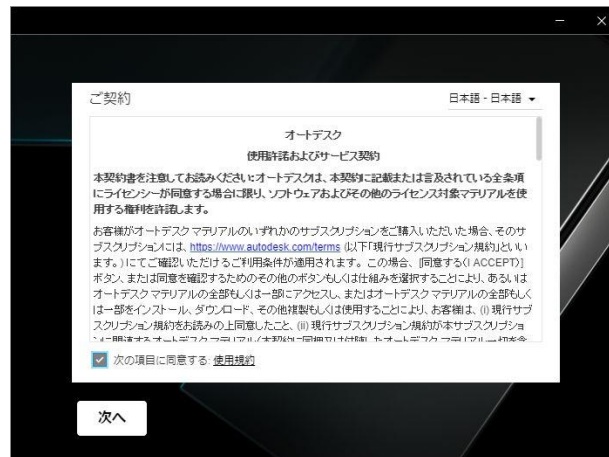 ご契約
日本語 - 日本語
オートデスク
使用許諾およびサービス契約
本契約書を注意してお読みください:オートデスクは、本契約に記載または言及されている全条項
にライセンシーが同意する場合に限り、ソフトウェアおよびその他のライセンス対象マテリアルを使
用する権利を許諾します。
お客様がオートデスク マテリアルのいずれかのサブスクリプションをご購入いただいた場合、そのサ
ブスクリプションには、https://www.autodesk.com/terms (以下「現行サブスクリプション規約」といい
ます。)にてご確認いただけるご利用条件が適用されます。この場合、[同意する(I ACCEPT)]
ボタン、または同意を確認するためのその他のボタンもしくは仕組みを選択することにより、あるいは
オートデスク マテリアルの全部もしくは一部にアクセスし、またはオートデスク マテリアルの全部もしく
は一部をインストール、ダウンロード、その他複製もしくは使用することにより、お客様は、(i) 現行サブ
スクリプション規約をお読みの上同意したこと、(ii) 現行サブスクリプション規約が本サブスクリプショ
次の項目に同意する: 使用規約
次へ